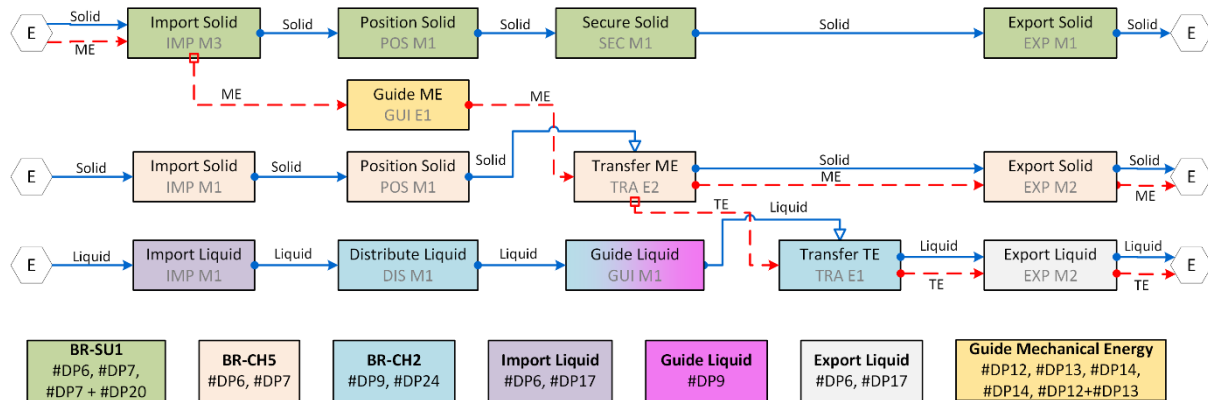 E
Solid
ME
Import Solid
IMP M3
Solid
Position Solid
POS M1
Solid
Secure Solid
SEC M1
Solid
Export Solid
EXP M1
Solid
E
ME
Guide ME
GUI E1
ME
E
Solid
Import Solid
IMP M1
Solid
Position Solid
POS M1
Solid
Transfer ME
TRA E2
Solid
ME
Export Solid
EXP M2
Solid
ME
E
TE
Liquid
E
Liquid
Import Liquid
IMP M1
Liquid
Distribute Liquid
DIS M1
Liquid
Guide Liquid
GUI M1
Transfer TE
TRA E1
Liquid
TE
Export Liquid
EXP M2
Liquid
TE
E
BR-SU1
#DP6, #DP7,
#DP7 + #DP20
BR-CH5
#DP6, #DP7
BR-CH2
#DP9, #DP24
Import Liquid
#DP6, #DP17
Guide Liquid
#DP9
Export Liquid
#DP6, #DP17
Guide Mechanical Energy
#DP12, #DP13, #DP14,
#DP14, #DP12+#DP13